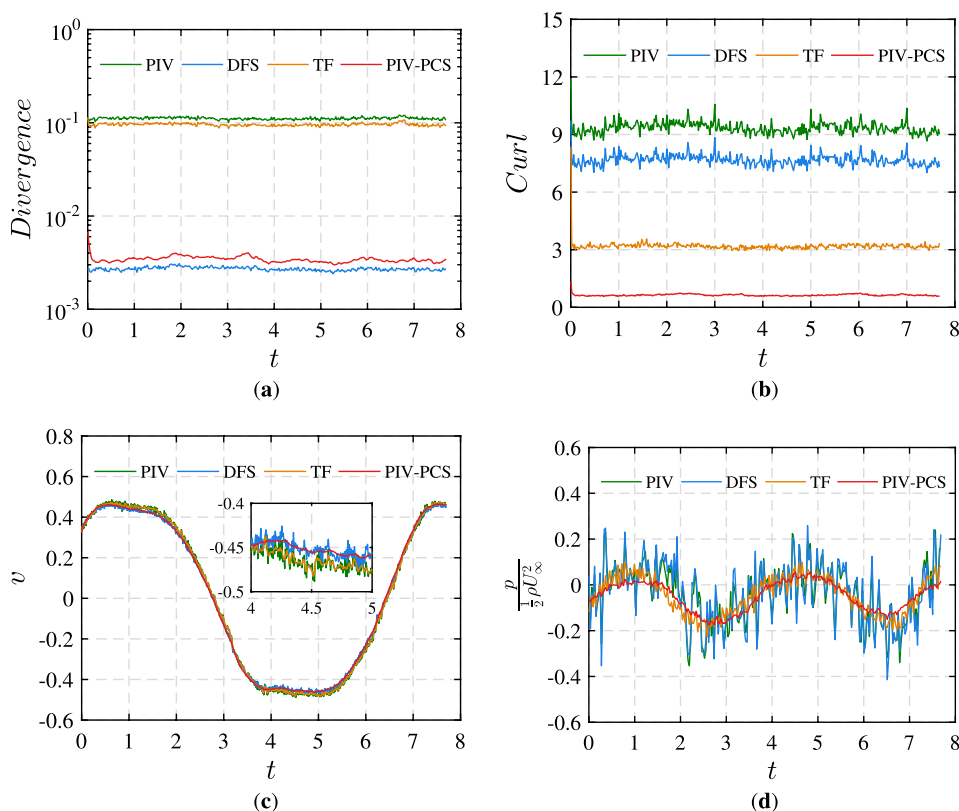 10^0
10^-1
10^-2
10^-3
Divergence
PIV DFS TF PIV-PCS
0 1 2 3 4 5 6 7 8
t
(a)
15
12
9
6
3
0
Curl
PIV DFS TF PIV-PCS
0 1 2 3 4 5 6 7 8
t
(b)
0.8
0.6
0.4
0.2
0
-0.2
-0.4
-0.6
v
PIV DFS TF PIV-PCS
-0.4
-0.45
-0.5
4 4.5 5
0 1 2 3 4 5 6 7 8
t
(c)
0.6
0.4
0.2
0
-0.2
-0.4
-0.6
p
1/2 ρU∞^2
PIV DFS TF PIV-PCS
0 1 2 3 4 5 6 7 8
t
(d)